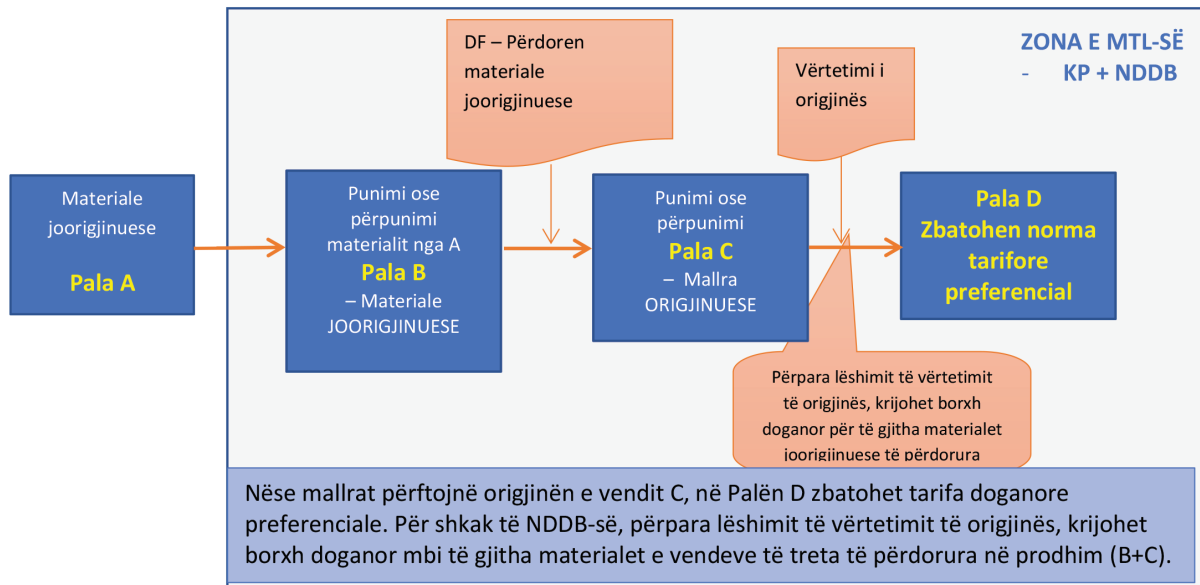 DF – Përdoren
materiale
joorigjinuese
Vërtetimi i
origjinës
ZONA E MTL-SË
- KP + NDDB
Materiale
joorigjinuese
Pala A
Punimi ose
përpunimi
materialit nga A
Pala B
– Materiale
JOORIGJINUESE
Punimi ose
përpunimi
Pala C
– Mallra
ORIGJINUESE
Pala D
Zbatohen norma
tarifore
preferencial
Përpara lëshimit të vërtetimit
të origjinës, krijohet borxh
doganor për të gjitha materialet
joorigjinuese të përdorura
Nëse mallrat përftojnë origjinën e vendit C, në Palën D zbatohet tarifa doganore
preferenciale. Për shkak të NDDB-së, përpara lëshimit të vërtetimit të origjinës, krijohet
borxh doganor mbi të gjitha materialet e vendeve të treta të përdorura në prodhim (B+C).